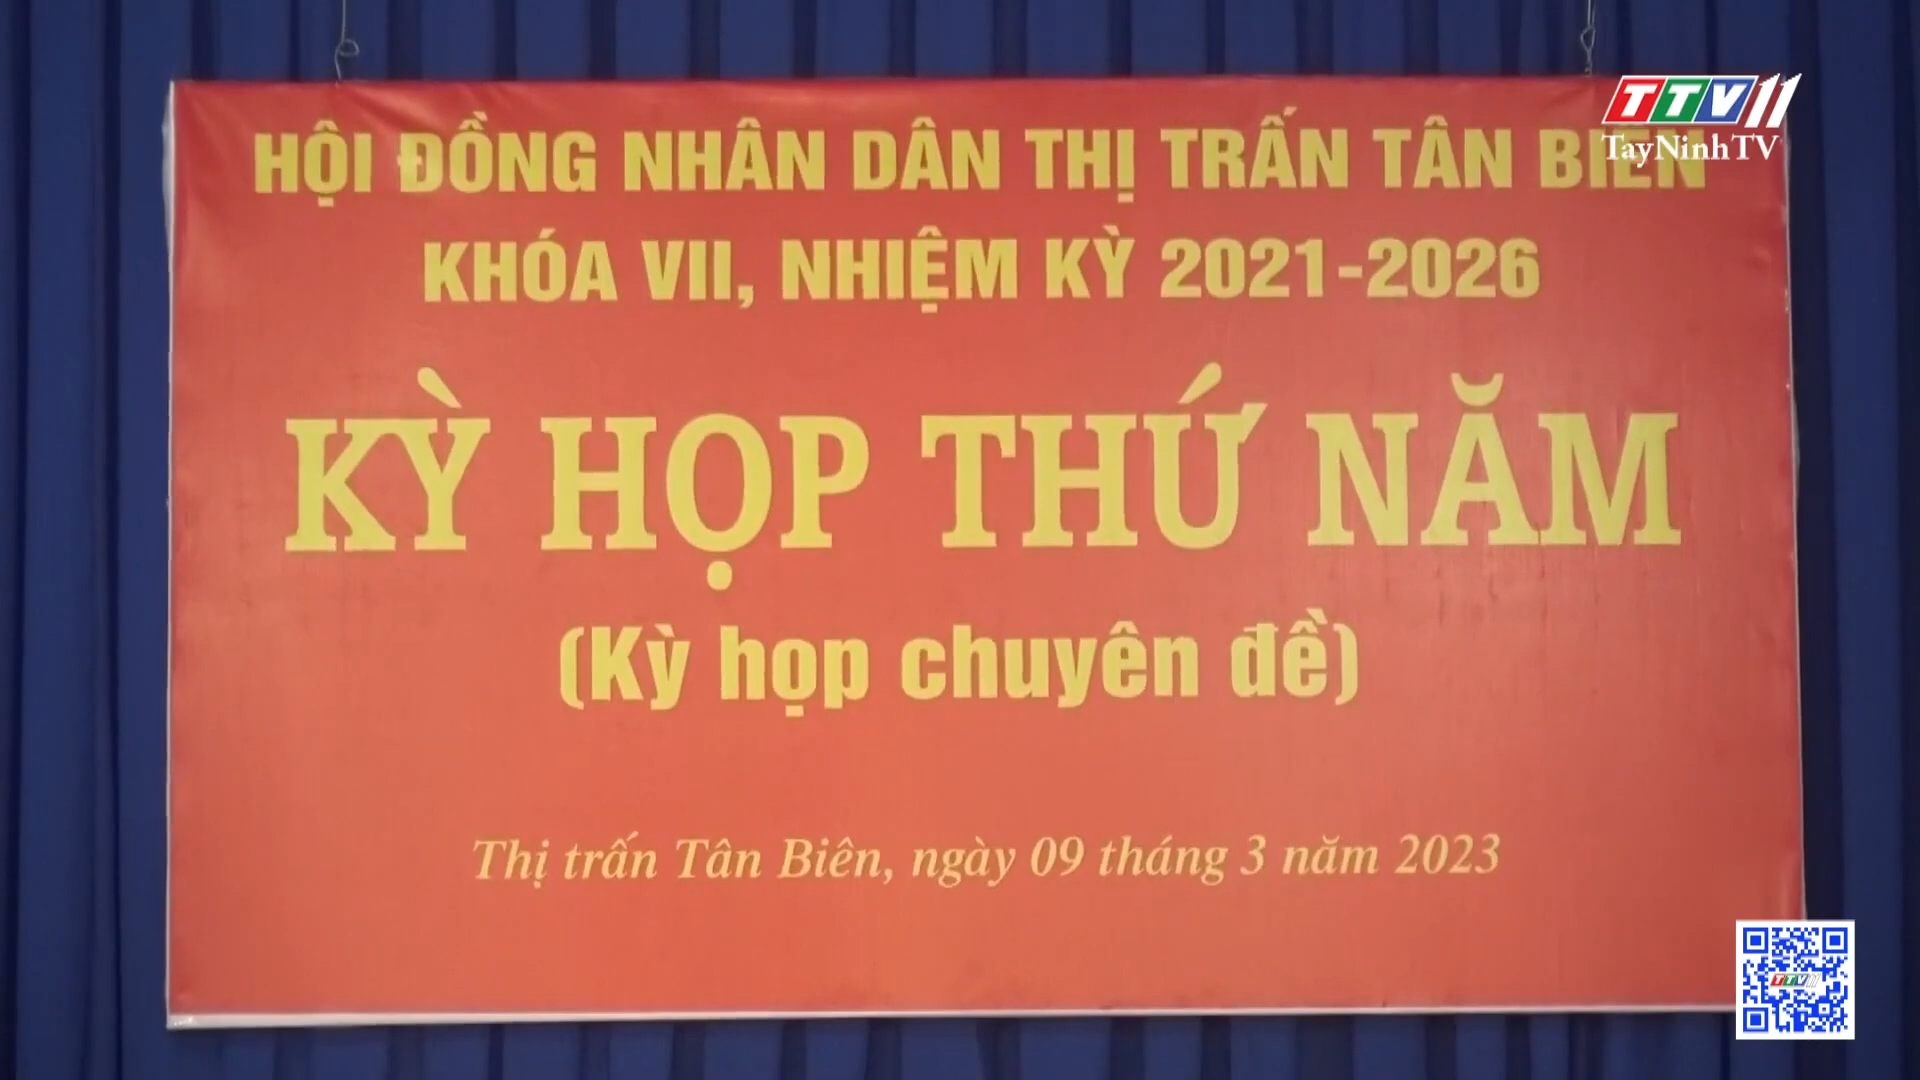 HỘI ĐỒNG NHÂN DÂN THỊ TRẤN TÂN BIÊN
KHÓA VII, NHIỆM KỲ 2021-2026
KỲ HỌP THỨ NĂM
(Kỳ họp chuyên đề)
Thị trấn Tân Biên, ngày 09 tháng 3 năm 2023
TTV11
TayNinhTV
TTV11